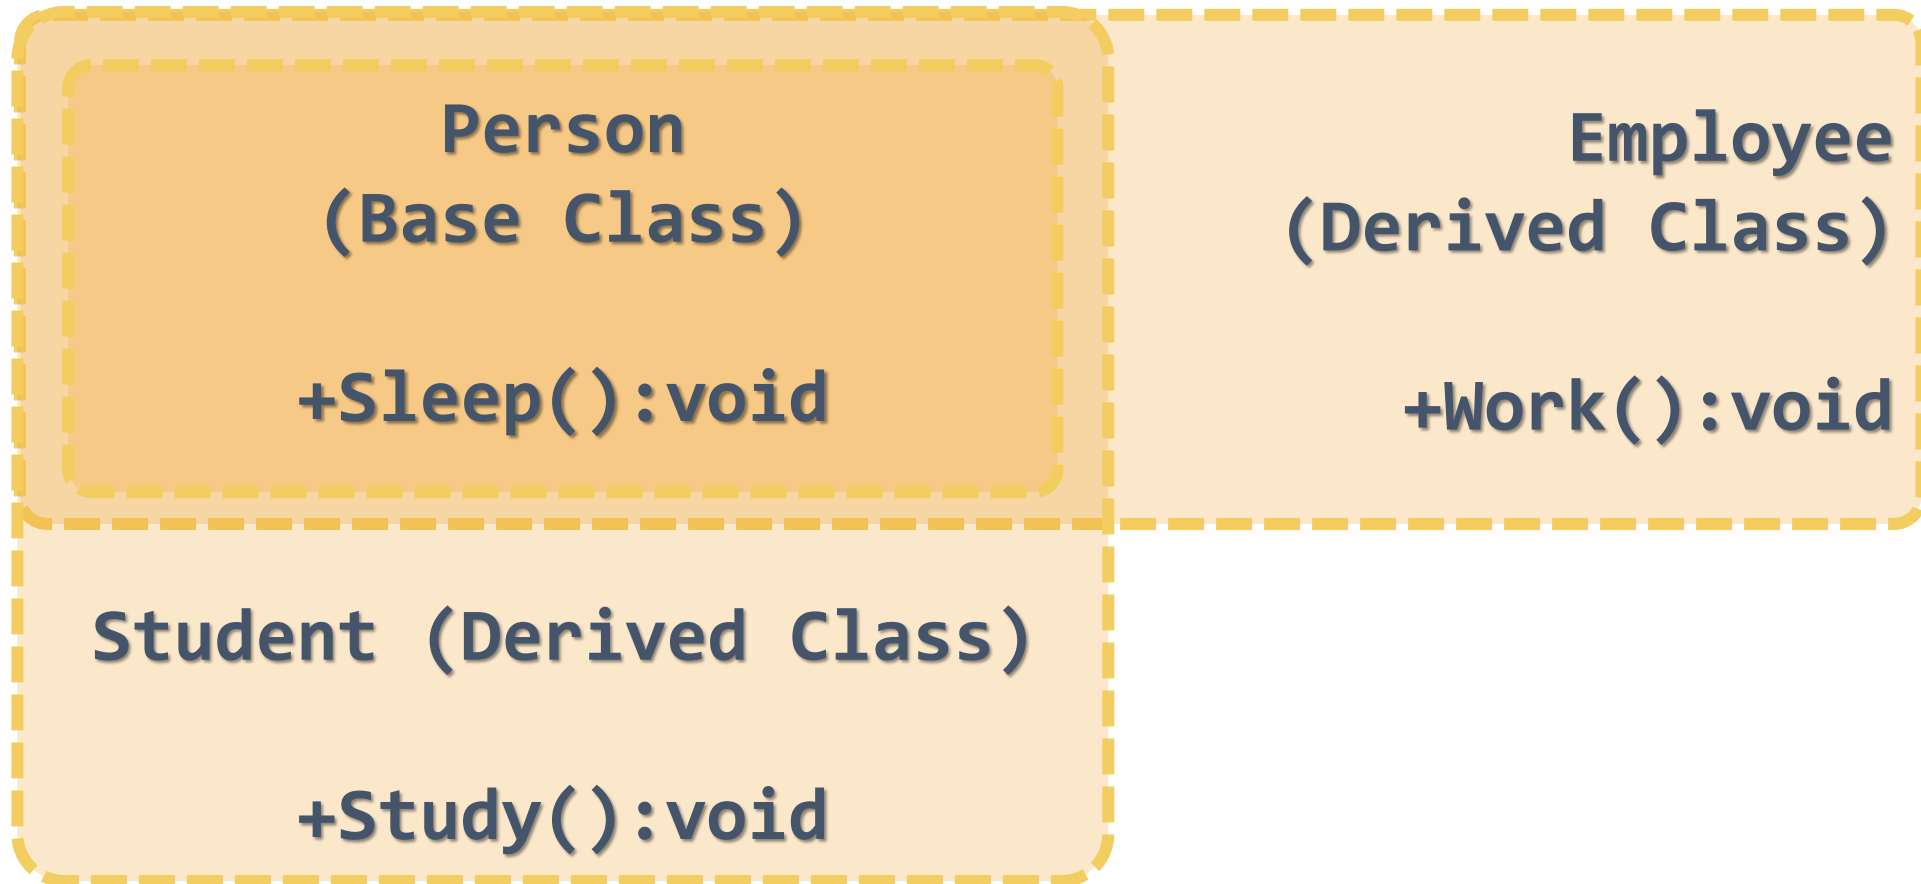 Person
(Base Class)
+Sleep():void
Employee
(Derived Class)
+Work():void
Student (Derived Class)
+Study():void